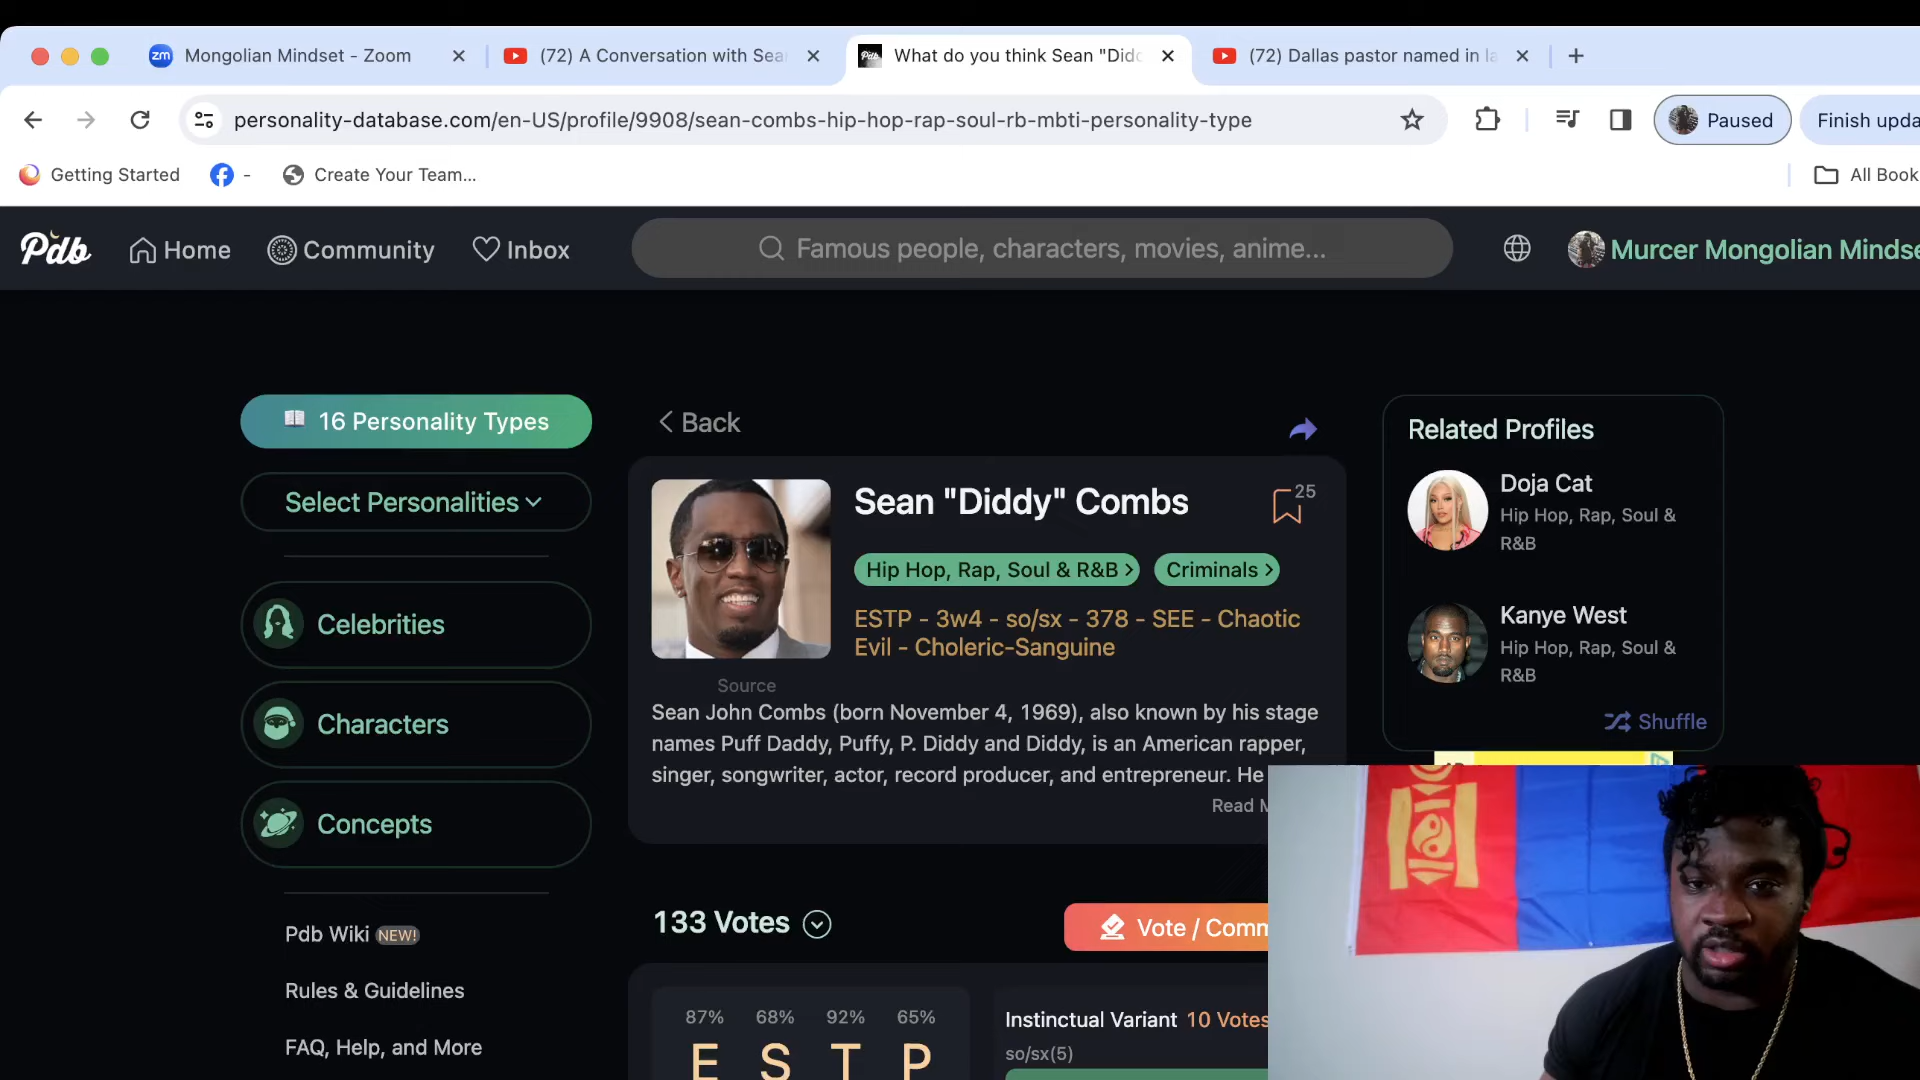 zm Mongolian Mindset - Zoom
(72) A Conversation with Sea
Pdb What do you think Sean "Didd
(72) Dallas pastor named in la
personality-database.com/en-US/profile/9908/sean-combs-hip-hop-rap-soul-rb-mbti-personality-type
Paused
Finish upda
Getting Started
-
Create Your Team...
All Book
Pdb
Home
Community
Inbox
Famous people, characters, movies, anime...
Murcer Mongolian Mindse
16 Personality Types
Select Personalities
Celebrities
Characters
Concepts
Pdb Wiki NEW!
Rules & Guidelines
FAQ, Help, and More
Back
Sean "Diddy" Combs
25
Hip Hop, Rap, Soul & R&B >
Criminals >
ESTP - 3w4 - so/sx - 378 - SEE - Chaotic
Evil - Choleric-Sanguine
Source
Sean John Combs (born November 4, 1969), also known by his stage
names Puff Daddy, Puffy, P. Diddy and Diddy, is an American rapper,
singer, songwriter, actor, record producer, and entrepreneur. He
Read M
133 Votes
Vote / Comm
87% 68% 92% 65%
E S T P
Instinctual Variant 10 Votes
so/sx(5)
Related Profiles
Doja Cat
Hip Hop, Rap, Soul &
R&B
Kanye West
Hip Hop, Rap, Soul &
R&B
Shuffle